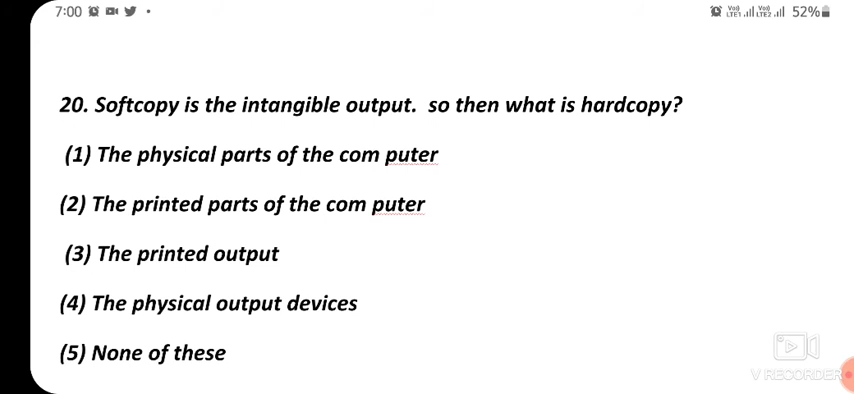 7:00
Vo)) LTE1 Vo)) LTE2 52%
20. Softcopy is the intangible output.  so then what is hardcopy?
(1) The physical parts of the com puter
(2) The printed parts of the com puter
(3) The printed output
(4) The physical output devices
(5) None of these
V RECORDER